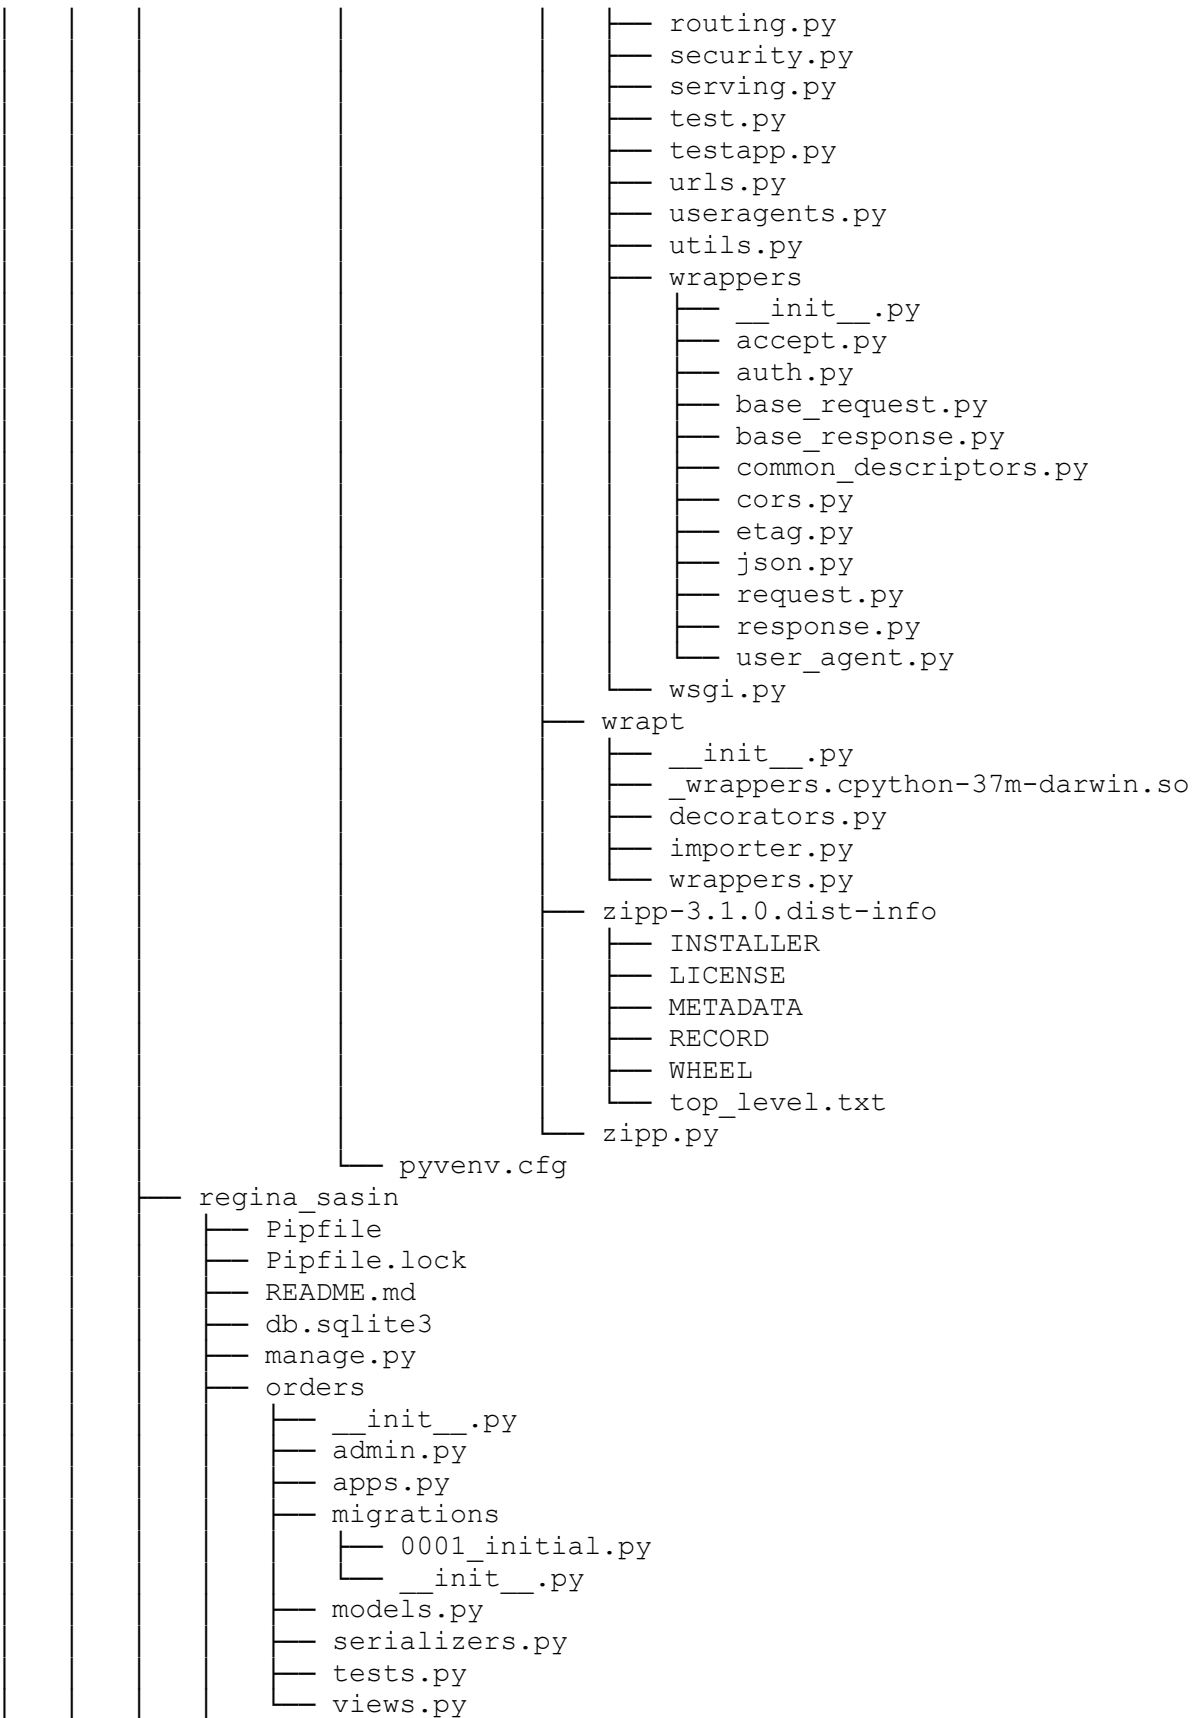 routing.py
security.py
serving.py
test.py
testapp.py
urls.py
useragents.py
utils.py
wrappers
__init__.py
accept.py
auth.py
base_request.py
base_response.py
common_descriptors.py
cors.py
etag.py
json.py
request.py
response.py
user_agent.py
wsgi.py
wrapt
__init__.py
_wrappers.cpython-37m-darwin.so
decorators.py
importer.py
wrappers.py
zipp-3.1.0.dist-info
INSTALLER
LICENSE
METADATA
RECORD
WHEEL
top_level.txt
zipp.py
pyvenv.cfg
regina_sasin
Pipfile
Pipfile.lock
README.md
db.sqlite3
manage.py
orders
__init__.py
admin.py
apps.py
migrations
0001_initial.py
__init__.py
models.py
serializers.py
tests.py
views.py